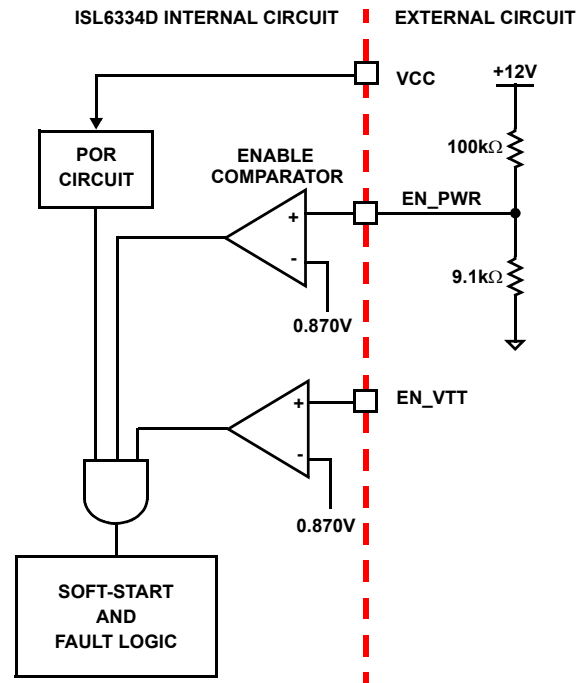 ISL6334D INTERNAL CIRCUIT
EXTERNAL CIRCUIT
VCC
+12V
POR
CIRCUIT
ENABLE
COMPARATOR
100kΩ
EN_PWR
+
-
0.870V
9.1kΩ
EN_VTT
+
-
0.870V
SOFT-START
AND
FAULT LOGIC